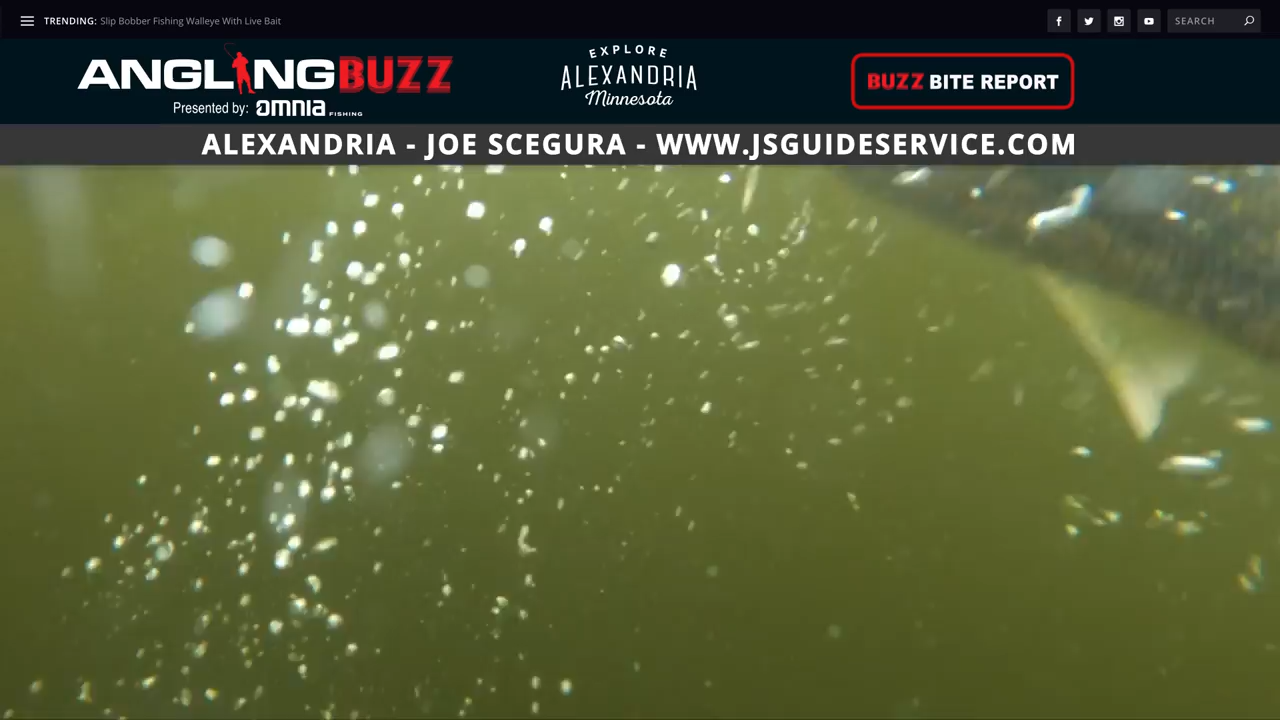 TRENDING: Slip Bobber Fishing Walleye With Live Bait
SEARCH
ANGLINGBUZZ
Presented by: OMNIA FISHING
EXPLORE
ALEXANDRIA
Minnesota
BUZZ BITE REPORT
ALEXANDRIA - JOE SCEGURA - WWW.JSGUIDESERVICE.COM